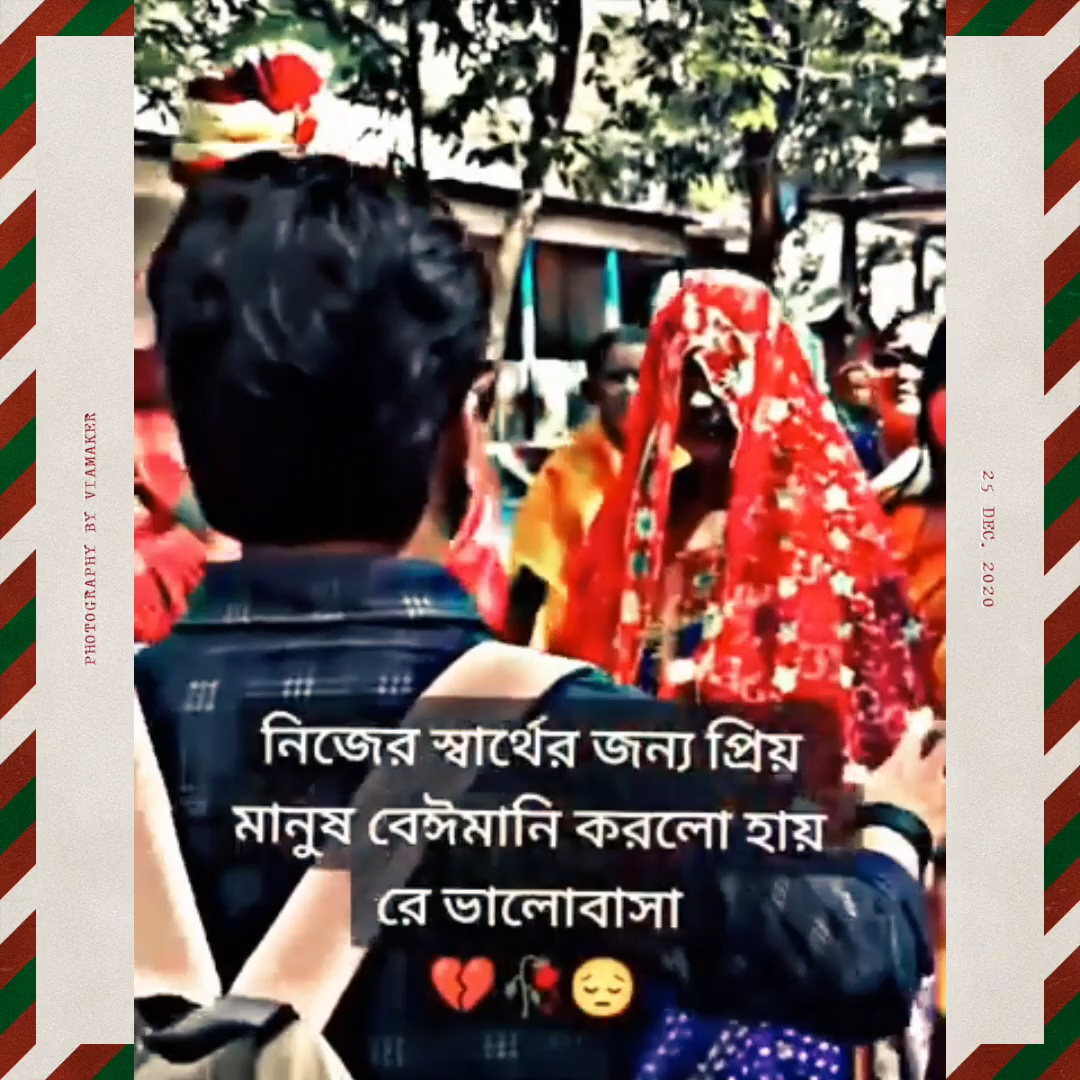 PHOTOGRAPHY BY VIAMAKER
নিজের স্বার্থের জন্য প্রিয়
মানুষ বেঈমানি করলো হায়
রে ভালোবাসা
💔🥀😔
25 DEC. 2020